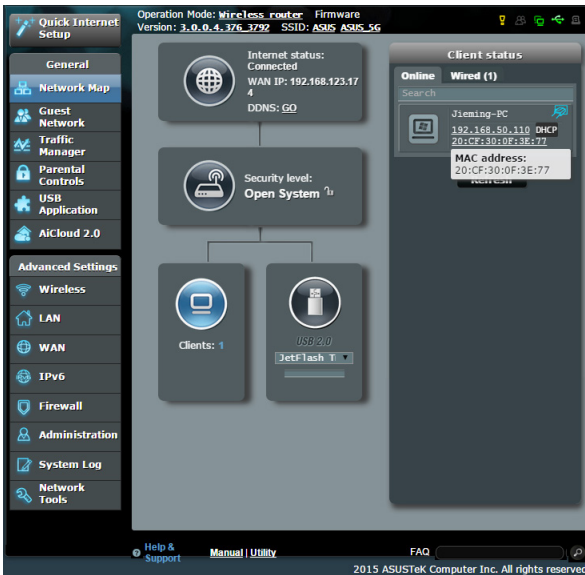 Quick Internet
Setup
Operation Mode: Wireless router Firmware
Version: 3.0.0.4.376_3792 SSID: ASUS ASUS_5G
General
Network Map
Guest
Network
Traffic
Manager
Parental
Controls
USB
Application
AiCloud 2.0
Advanced Settings
Wireless
LAN
WAN
IPv6
Firewall
Administration
System Log
Network
Tools
Internet status:
Connected
WAN IP: 192.168.123.17
4
DDNS: GO
Security level:
Open System
Clients: 1
USB 2.0
JetFlash T
Client status
Online Wired (1)
Search
Jieming-PC
192.168.50.110 DHCP
20:CF:30:0F:3E:77
MAC address:
20:CF:30:0F:3E:77
Refresh
Help &
Support
Manual | Utility
FAQ
2015 ASUSTeK Computer Inc. All rights reserved